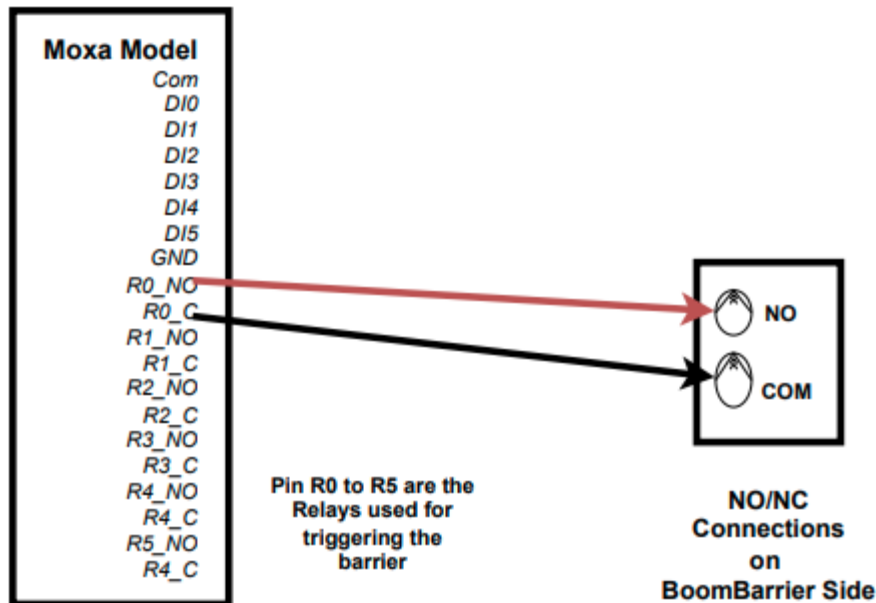 Moxa Model
Com
DI0
DI1
DI2
DI3
DI4
DI5
GND
R0_NO
R0_C
R1_NO
R1_C
R2_NO
R2_C
R3_NO
R3_C
R4_NO
R4_C
R5_NO
R4_C
Pin R0 to R5 are the
Relays used for
triggering the
barrier
NO
COM
NO/NC
Connections
on
BoomBarrier Side